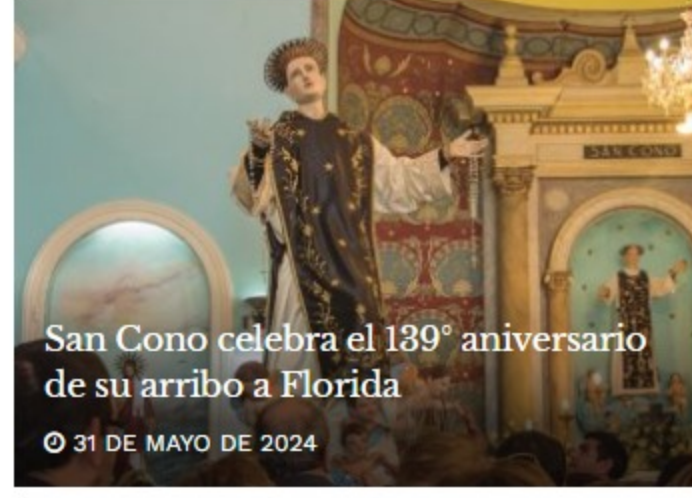 SAN CONO
San Cono celebra el 139° aniversario
de su arribo a Florida
31 DE MAYO DE 2024